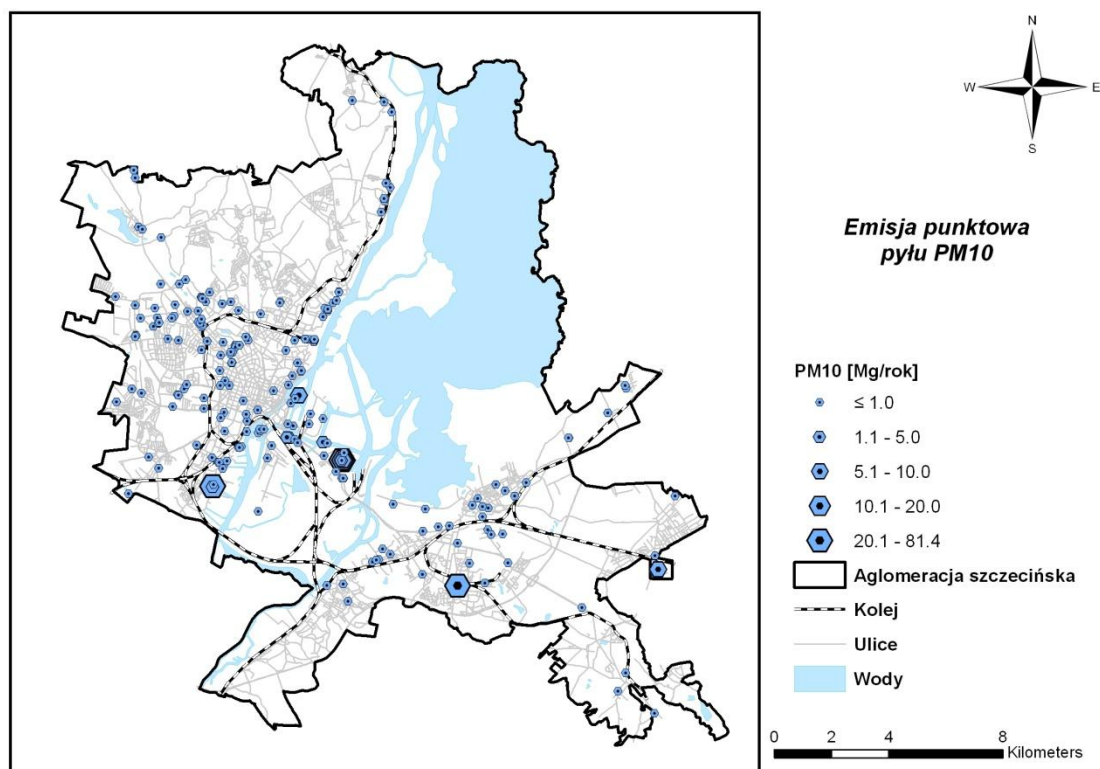 N
W E
S
Emisja punktowa
pyłu PM10
PM10 [Mg/rok]
≤ 1.0
1.1 - 5.0
5.1 - 10.0
10.1 - 20.0
20.1 - 81.4
Aglomeracja szczecińska
Kolej
Ulice
Wody
0 2 4 8
Kilometers